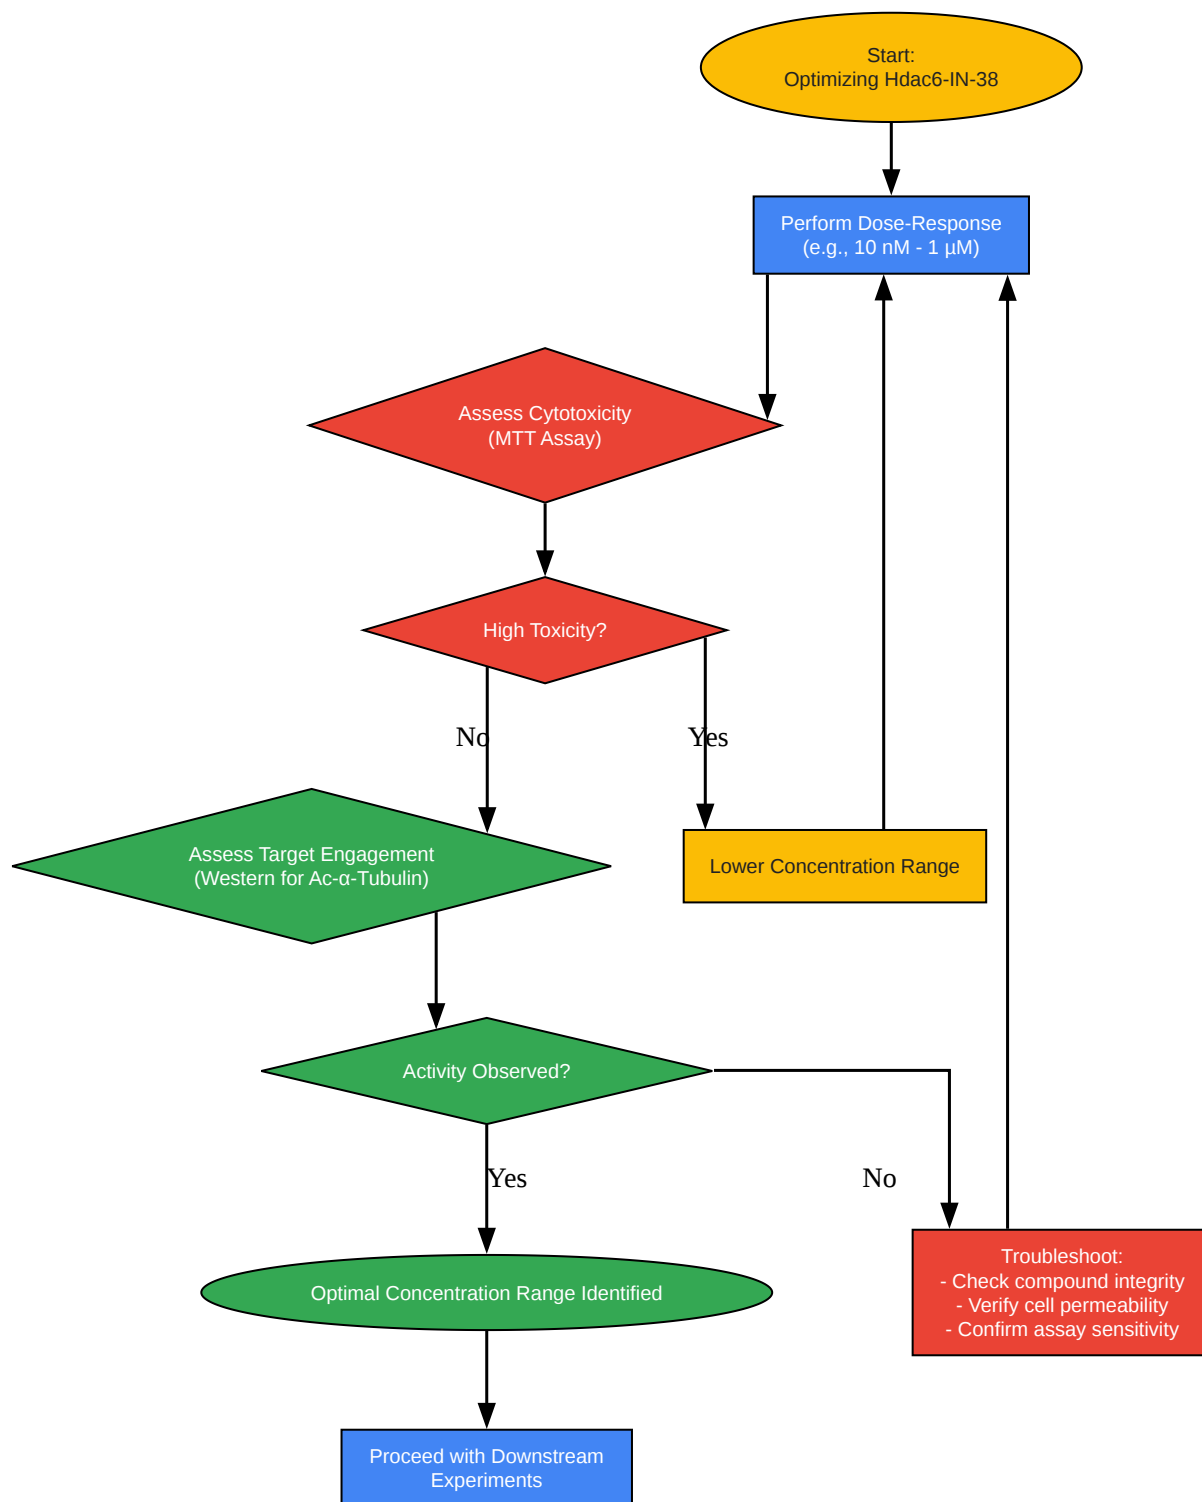 Start:
Optimizing Hdac6-IN-38
Perform Dose-Response
(e.g., 10 nM - 1 µM)
Assess Cytotoxicity
(MTT Assay)
High Toxicity?
No
Yes
Assess Target Engagement
(Western for Ac-α-Tubulin)
Lower Concentration Range
Activity Observed?
Yes
No
Troubleshoot:
- Check compound integrity
- Verify cell permeability
- Confirm assay sensitivity
Optimal Concentration Range Identified
Proceed with Downstream
Experiments